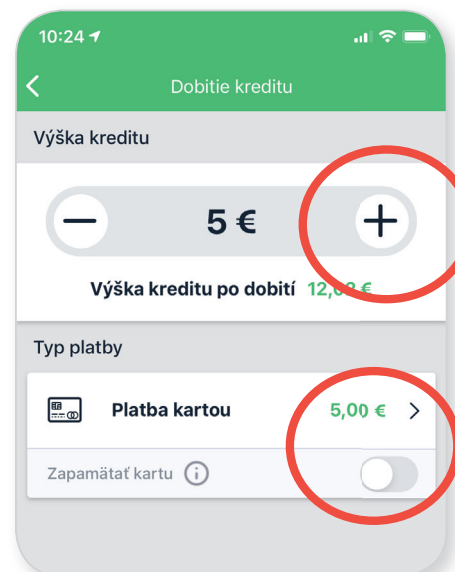 10:24
Dobitie kreditu
Výška kreditu
5 €
Výška kreditu po dobití
Typ platby
Platba kartou 5,00 €
Zapamätať kartu